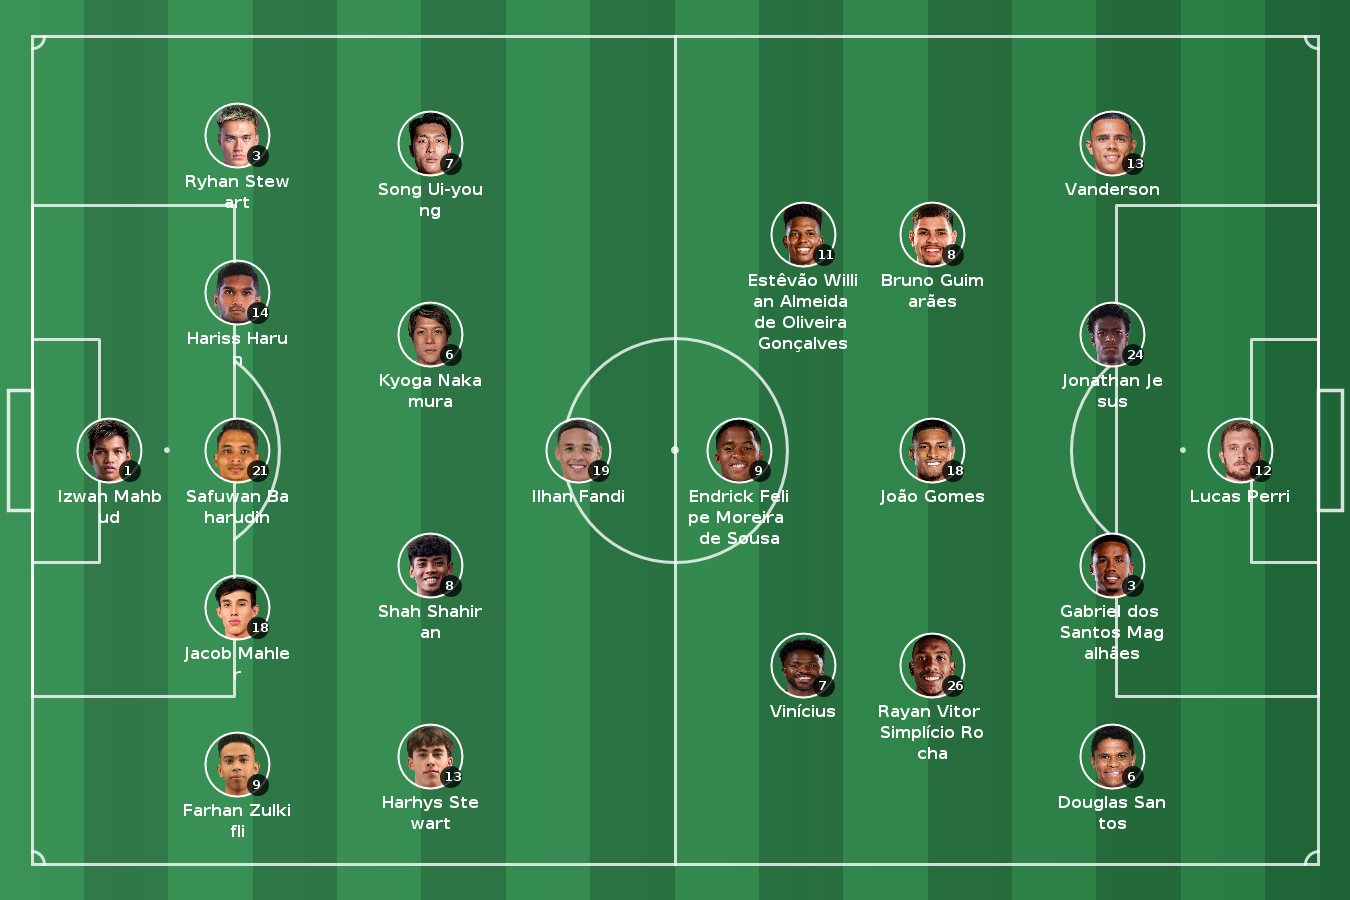 3
Ryhan Stew
art
7
Song Ui-you
ng
13
Vanderson
11
Estêvão Willi
an Almeida
de Oliveira
Gonçalves
8
Bruno Guim
arães
14
Hariss Haru
n
6
Kyoga Naka
mura
24
Jonathan Je
sus
1
Izwan Mahb
ud
21
Safuwan Ba
harudin
19
Ilhan Fandi
9
Endrick Feli
pe Moreira
de Sousa
18
João Gomes
12
Lucas Perri
18
Jacob Mahle
r
8
Shah Shahir
an
3
Gabriel dos
Santos Mag
alhães
7
Vinícius
26
Rayan Vitor
Simplício Ro
cha
9
Farhan Zulki
fli
13
Harhys Ste
wart
6
Douglas San
tos